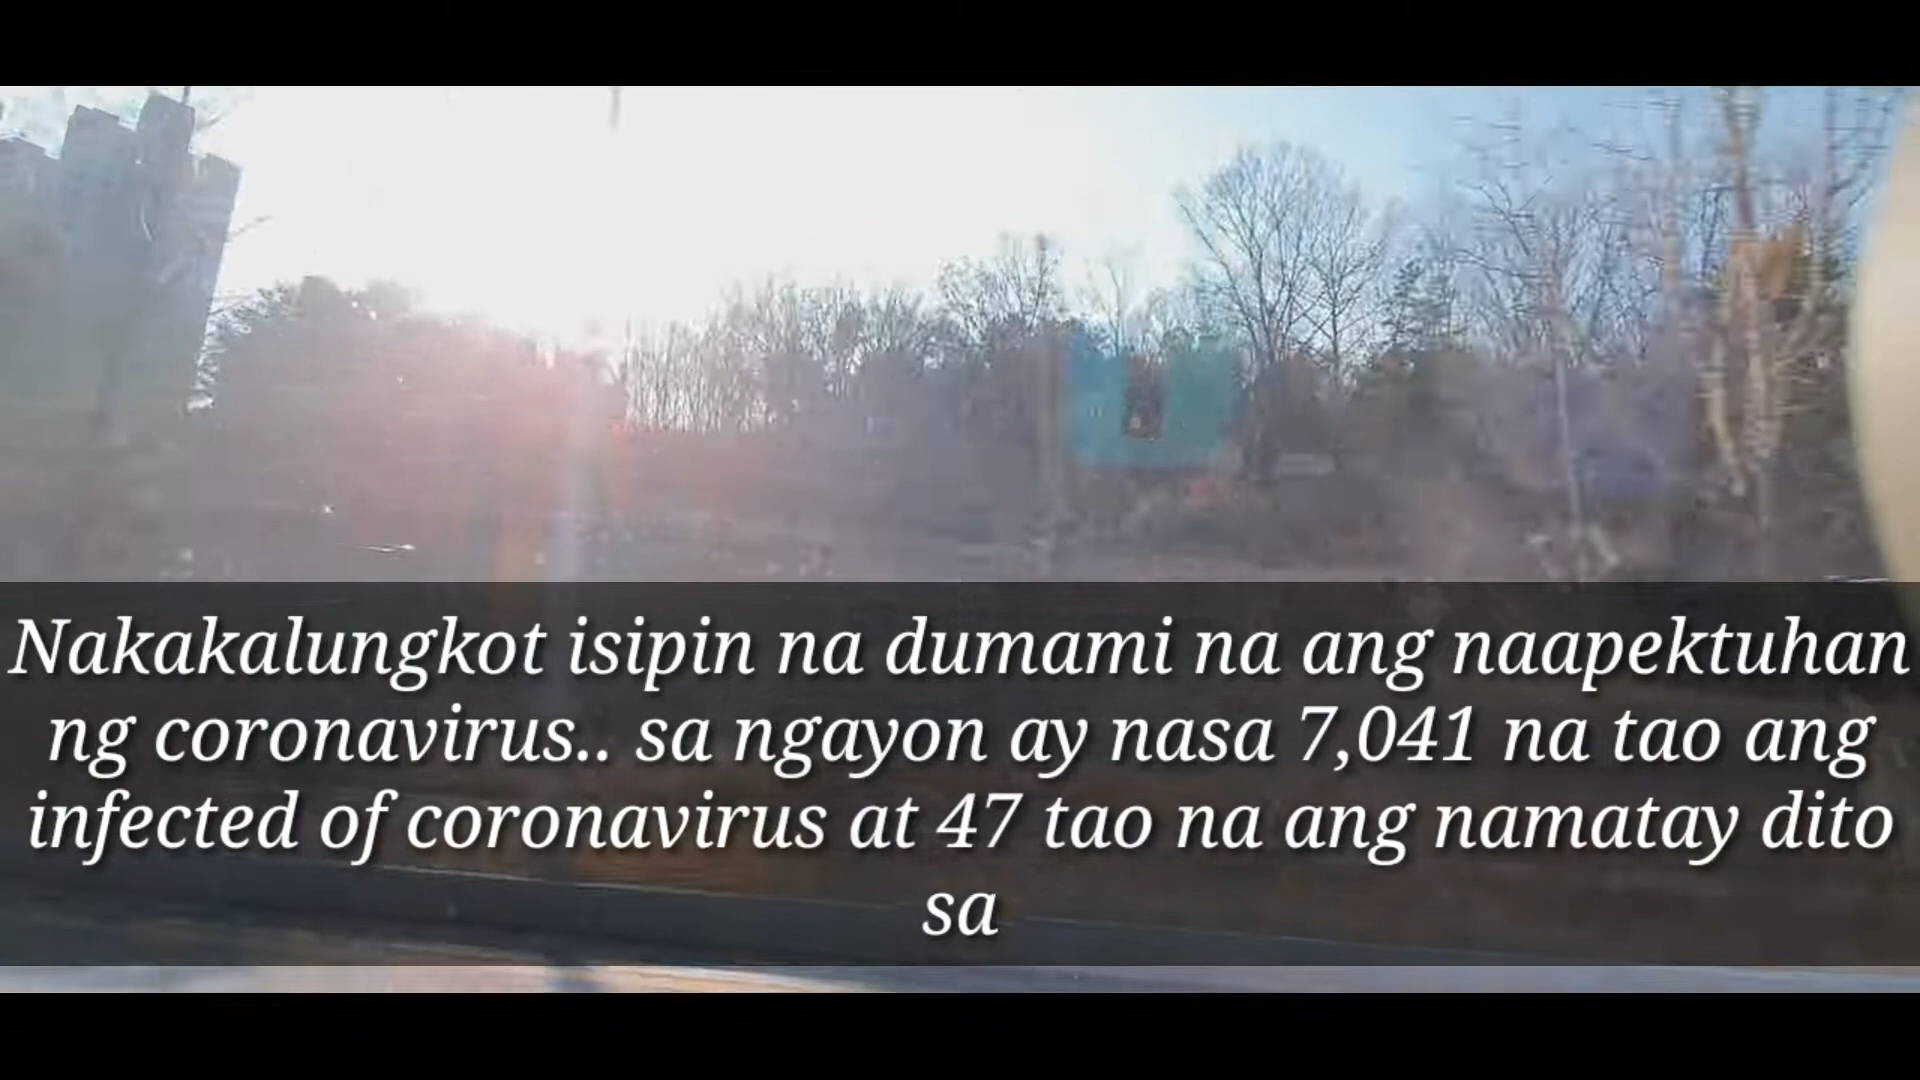 Nakakalungkot isipin na dumami na ang naapektuhan
ng coronavirus.. sa ngayon ay nasa 7,041 na tao ang
infected of coronavirus at 47 tao na ang namatay dito
sa